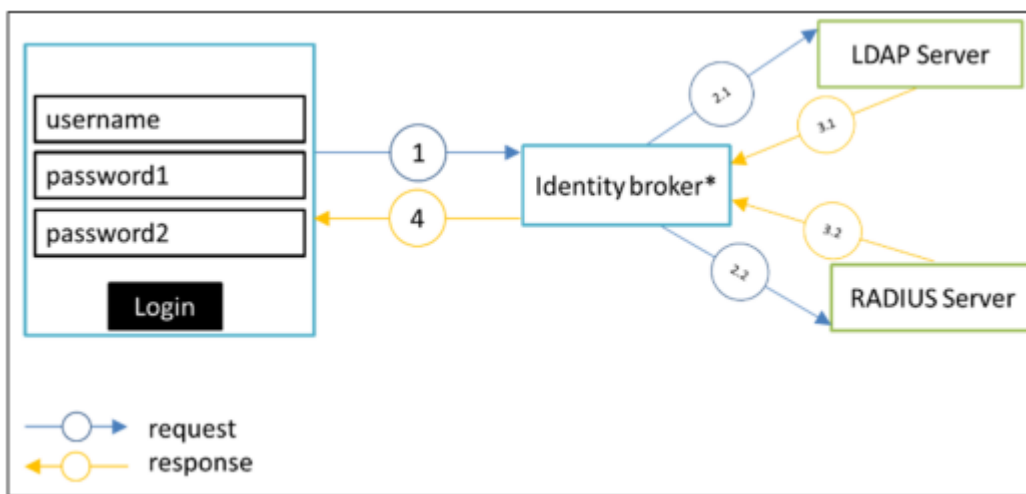 username
password1
password2
Login
1
4
Identity broker*
2.1
3.1
LDAP Server
3.2
2.2
RADIUS Server
request
response